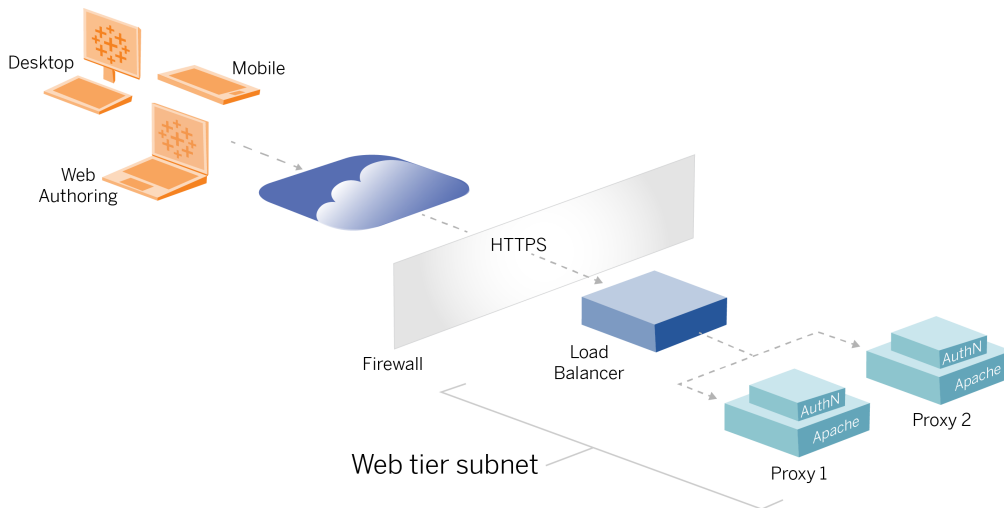 Desktop
Mobile
Web
Authoring
HTTPS
Firewall
Load
Balancer
AuthN
Apache
Proxy 2
AuthN
Apache
Proxy 1
Web tier subnet